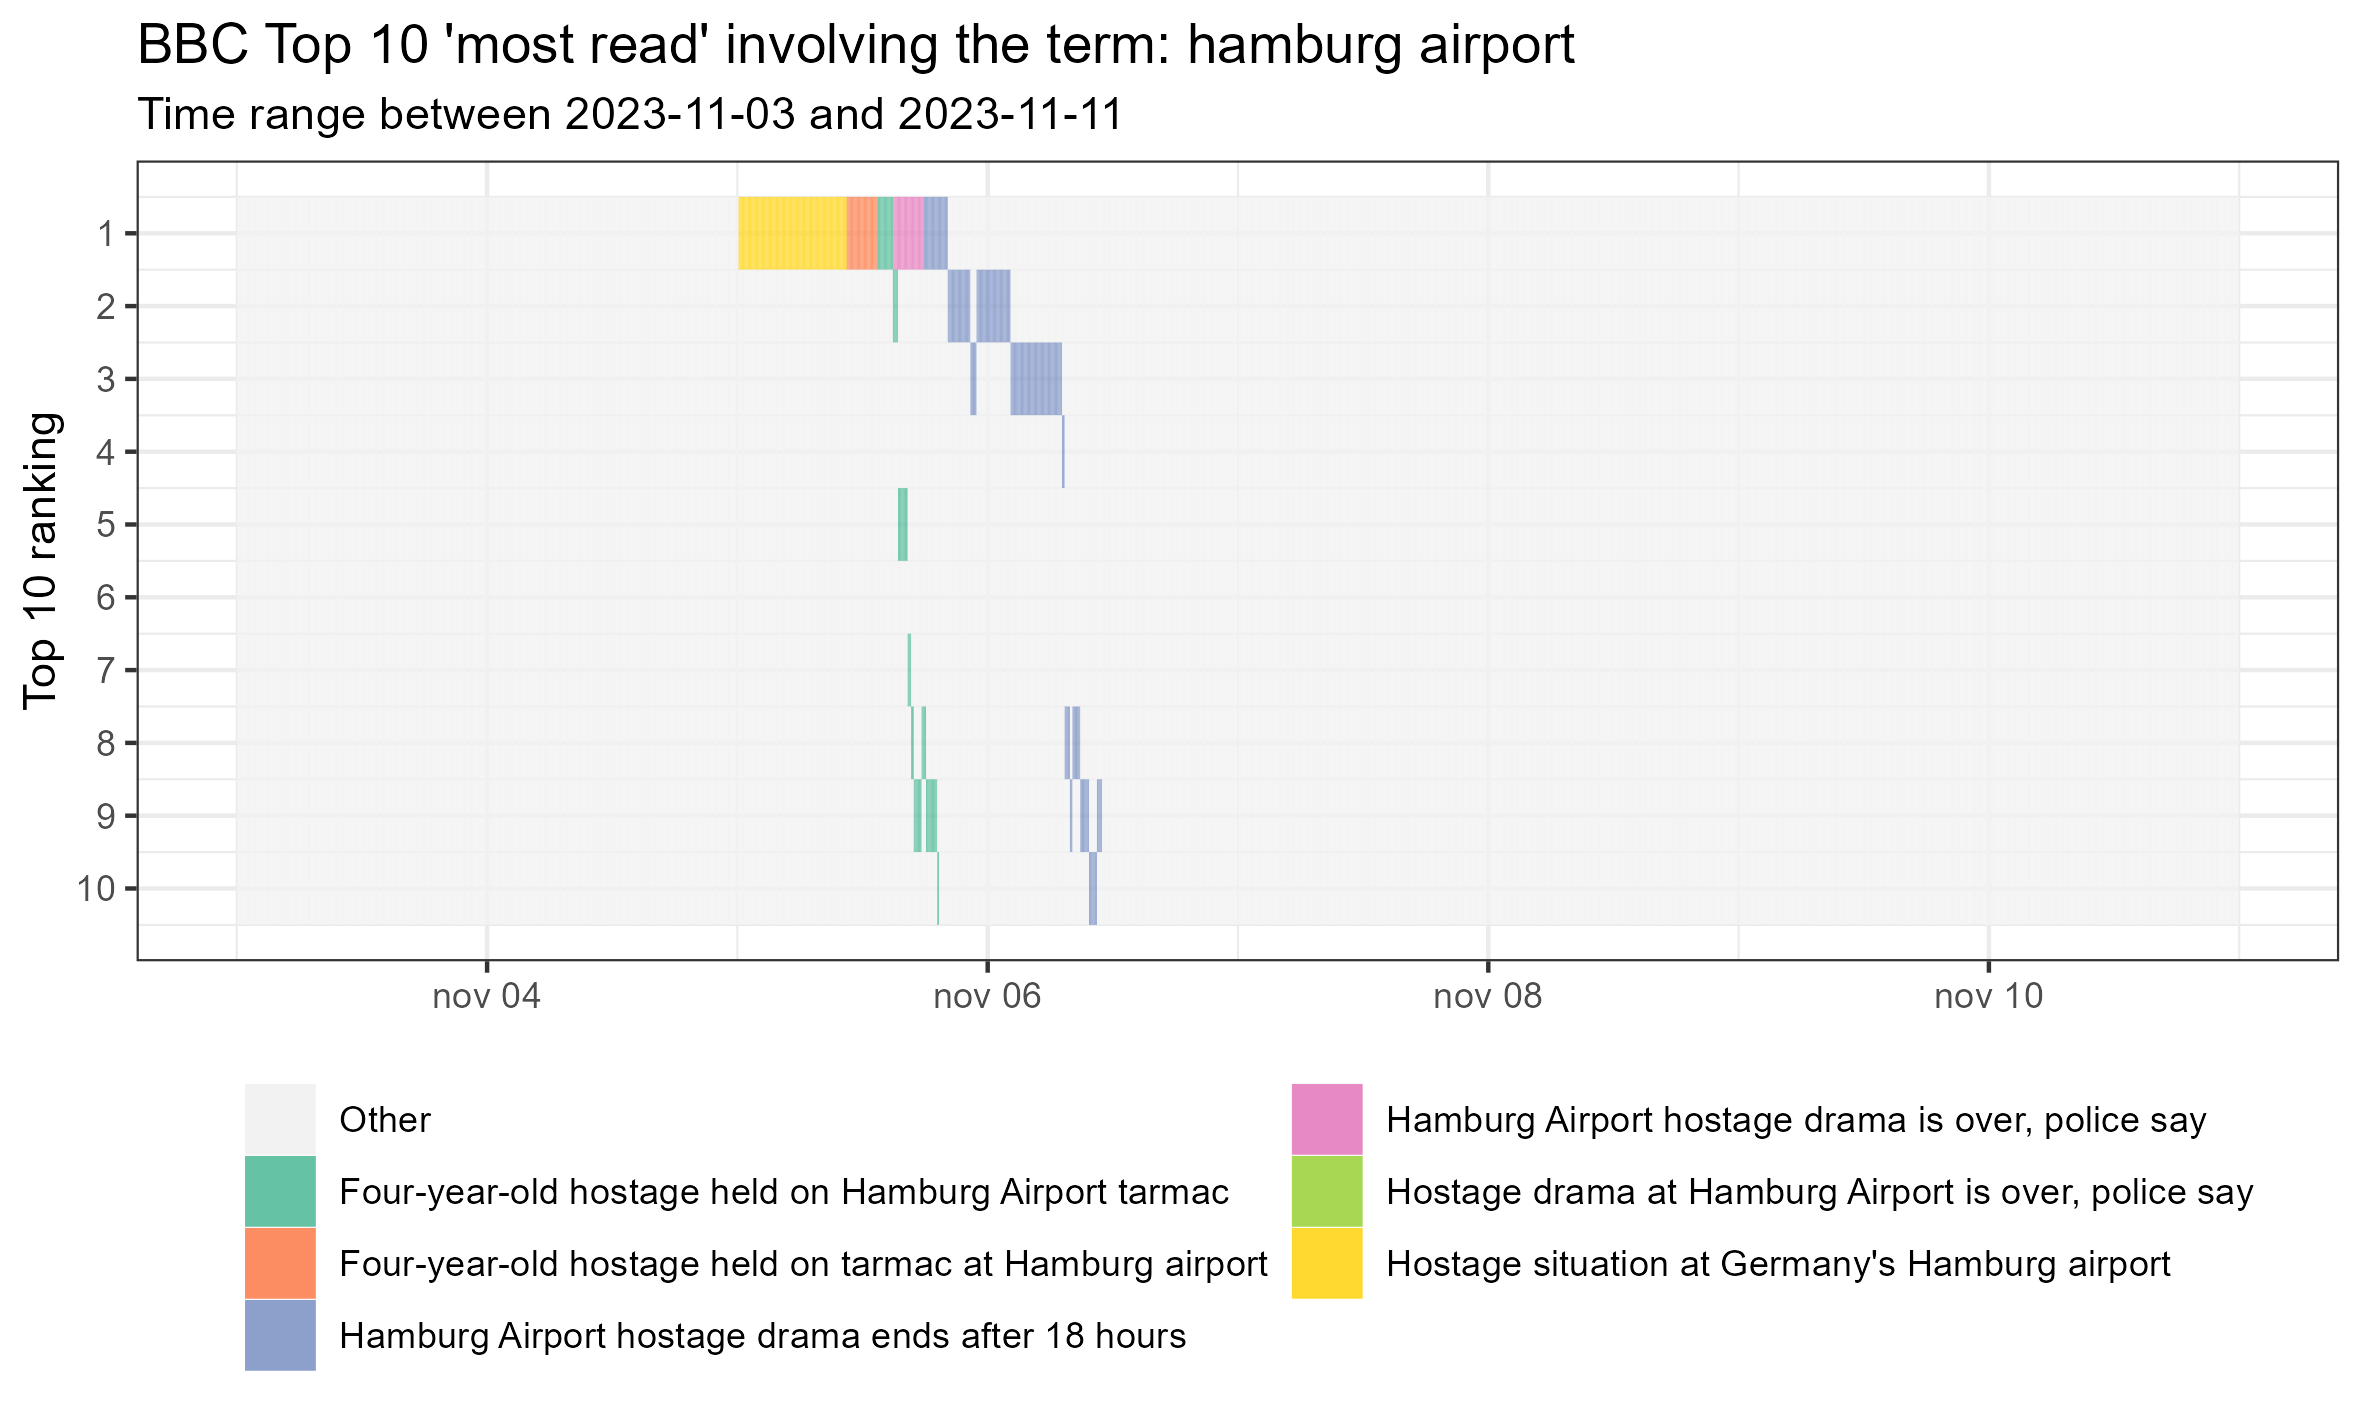 BBC Top 10 'most read' involving the term: hamburg airport
Time range between 2023-11-03 and 2023-11-11
Top 10 ranking
1
2
3
4
5
6
7
8
9
10
nov 04
nov 06
nov 08
nov 10
Other
Four-year-old hostage held on Hamburg Airport tarmac
Four-year-old hostage held on tarmac at Hamburg airport
Hamburg Airport hostage drama ends after 18 hours
Hamburg Airport hostage drama is over, police say
Hostage drama at Hamburg Airport is over, police say
Hostage situation at Germany's Hamburg airport